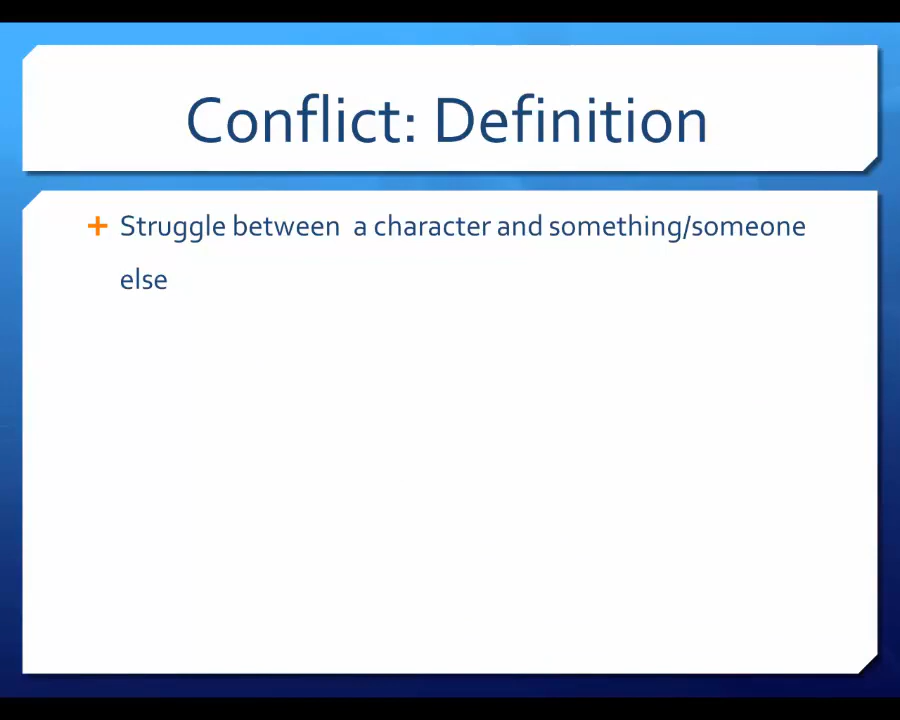 Conflict: Definition
Struggle between  a character and something/someone
else